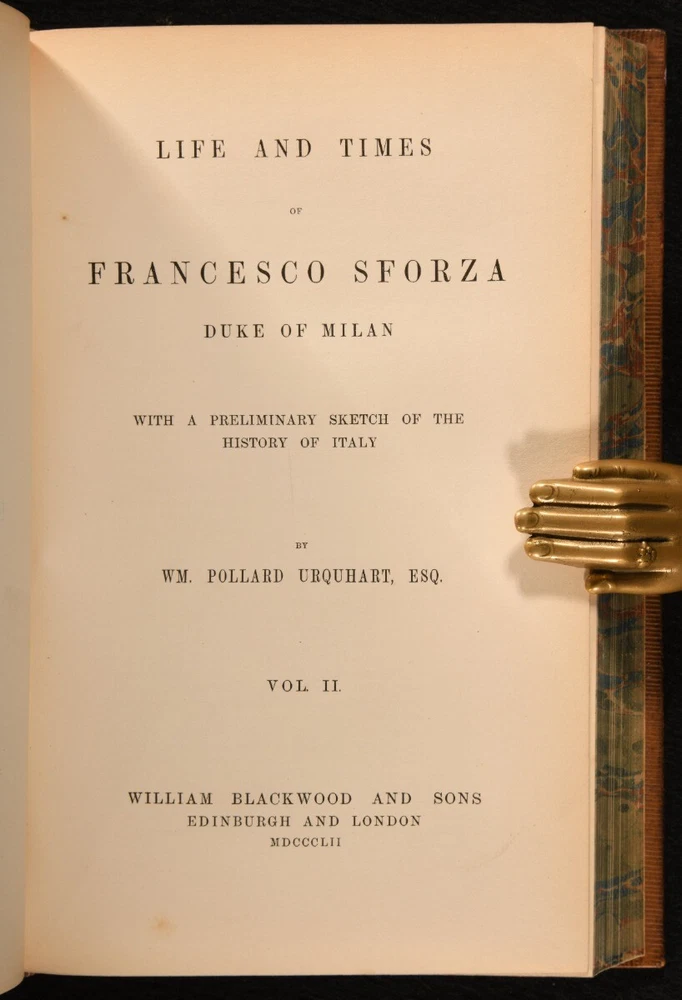 LIFE AND TIMES
OF
FRANCESCO SFORZA
DUKE OF MILAN
WITH A PRELIMINARY SKETCH OF THE
HISTORY OF ITALY
BY
WM. POLLARD URQUHART, ESQ.
VOL. II.
WILLIAM BLACKWOOD AND SONS
EDINBURGH AND LONDON
MDCCCLII